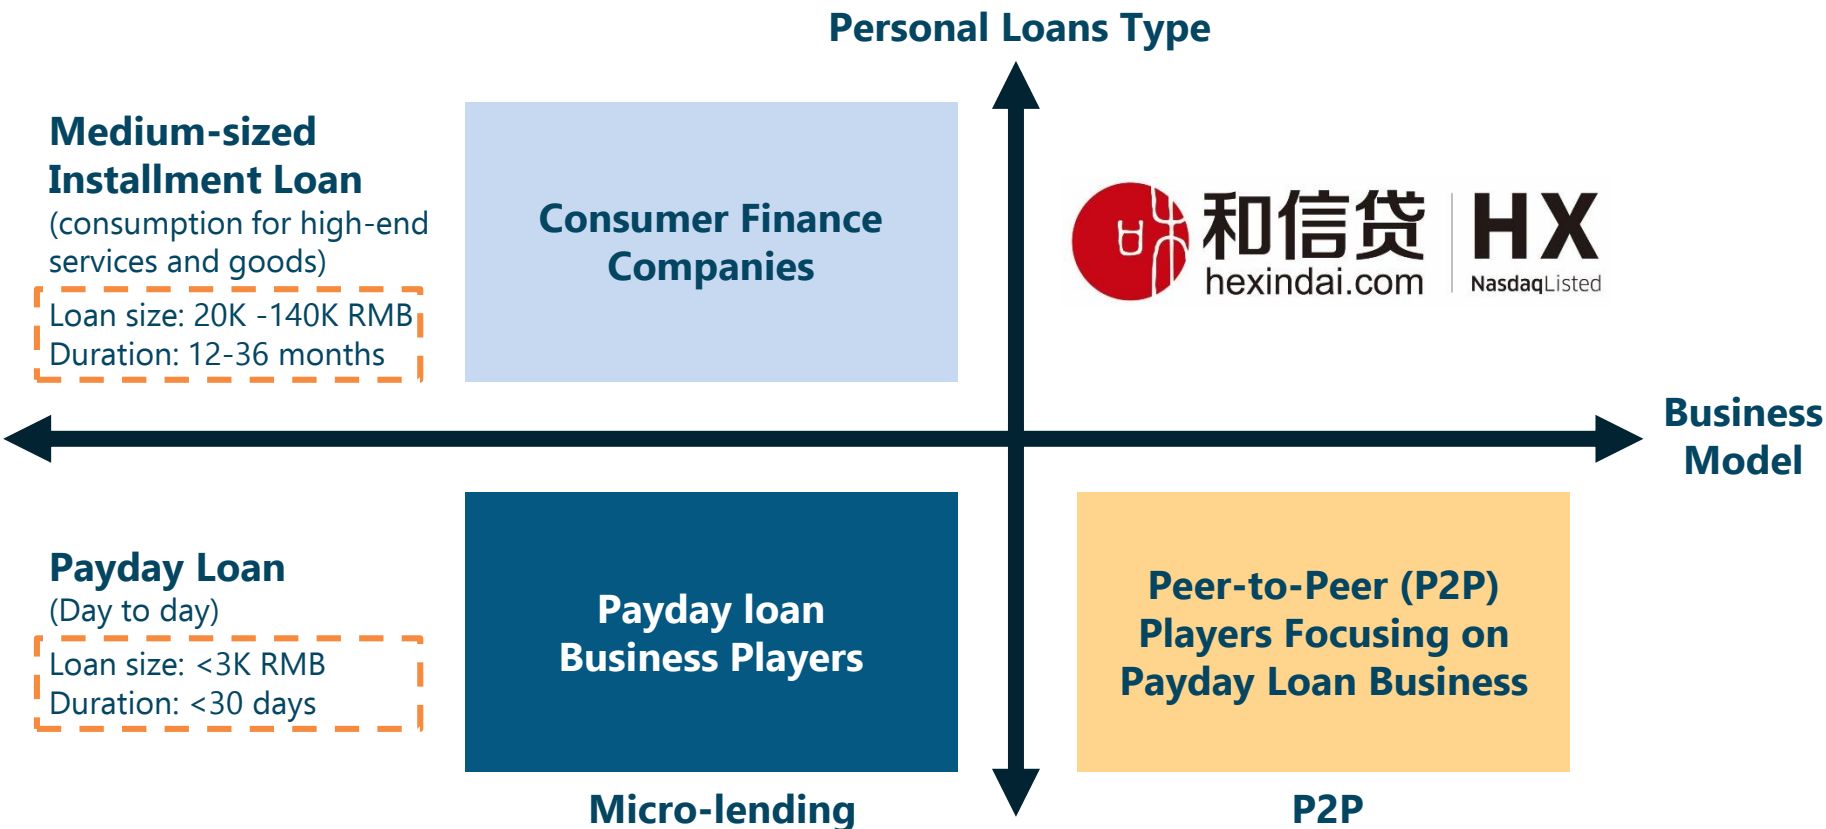 Personal Loans Type
Medium-sized
Installment Loan
(consumption for high-end
services and goods)
Loan size: 20K -140K RMB
Duration: 12-36 months
Consumer Finance
Companies
和信贷
hexindai.com
HX
NasdaqListed
Business
Model
Payday Loan
(Day to day)
Loan size: <3K RMB
Duration: <30 days
Payday loan
Business Players
Peer-to-Peer (P2P)
Players Focusing on
Payday Loan Business
Micro-lending
P2P